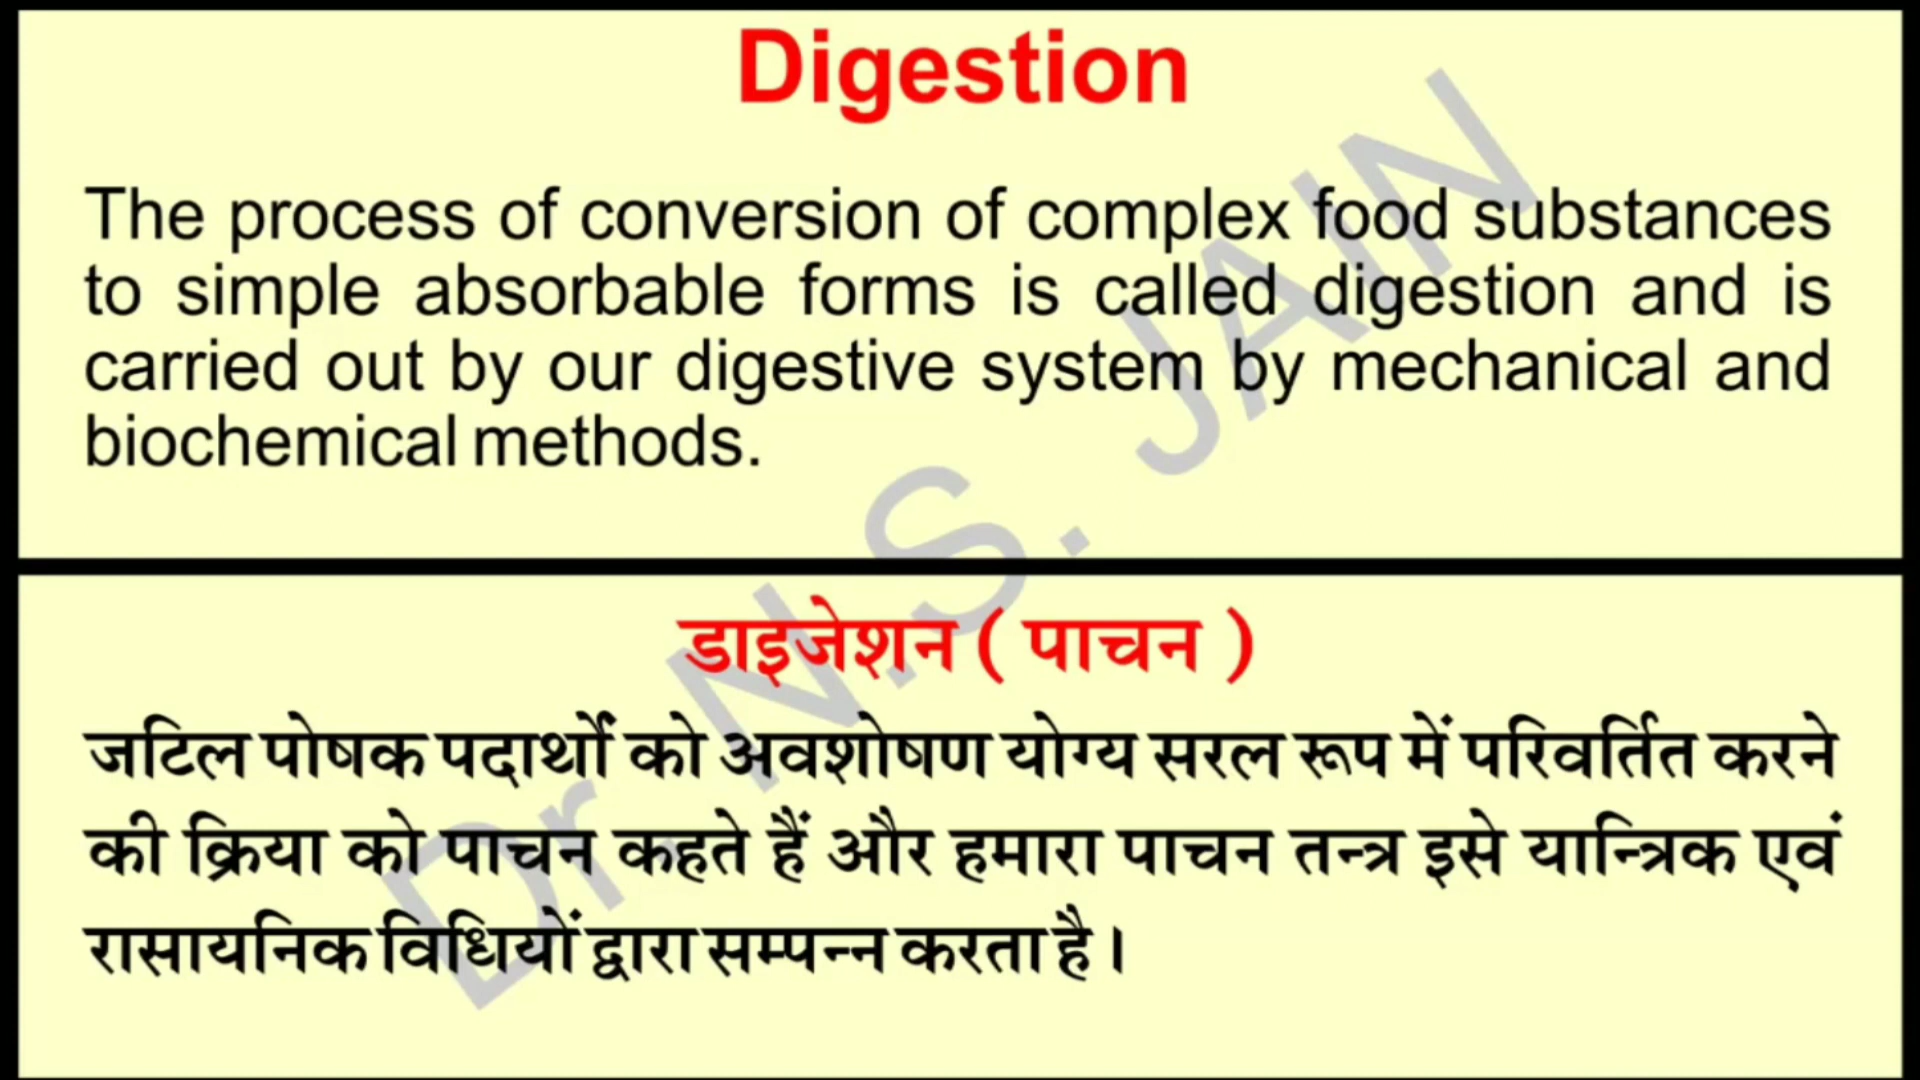 Digestion
The process of conversion of complex food substances
to simple absorbable forms is called digestion and is
carried out by our digestive system by mechanical and
biochemical methods.
डाइजेशन ( पाचन )
जटिल पोषक पदार्थों को अवशोषण योग्य सरल रूप में परिवर्तित करने
की क्रिया को पाचन कहते हैं और हमारा पाचन तन्त्र इसे यान्त्रिक एवं
रासायनिक विधियों द्वारा सम्पन्न करता है।
Dr. N.S. JAIN